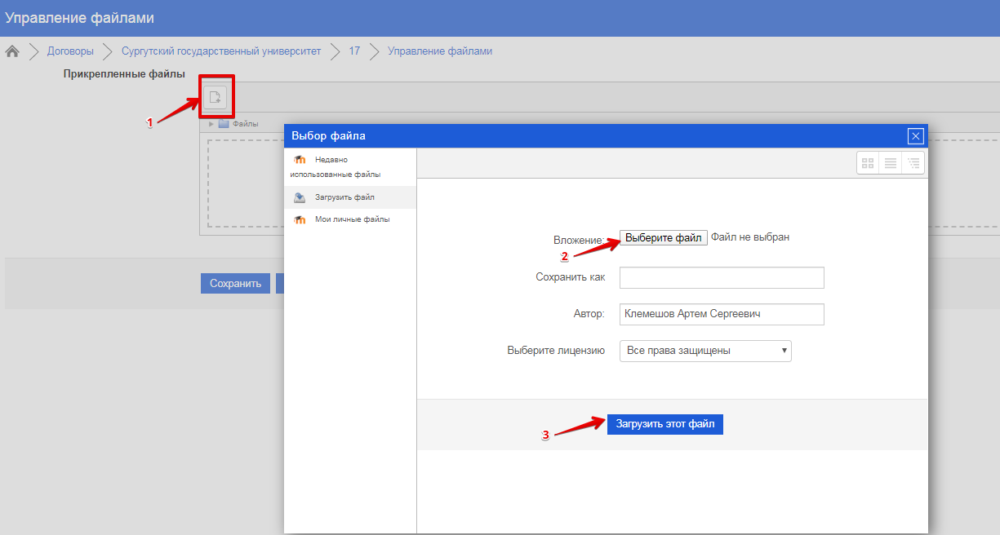 Управление файлами
Договоры Сургутский государственный университет 17 Управление файлами
Прикрепленные файлы
1
Файлы
Выбор файла
Недавно
использованные файлы
Загрузить файл
Мои личные файлы
Вложение: Выберите файл Файл не выбран
2
Сохранить как
Автор: Клемешов Артем Сергеевич
Выберите лицензию Все права защищены
Сохранить
3 Загрузить этот файл